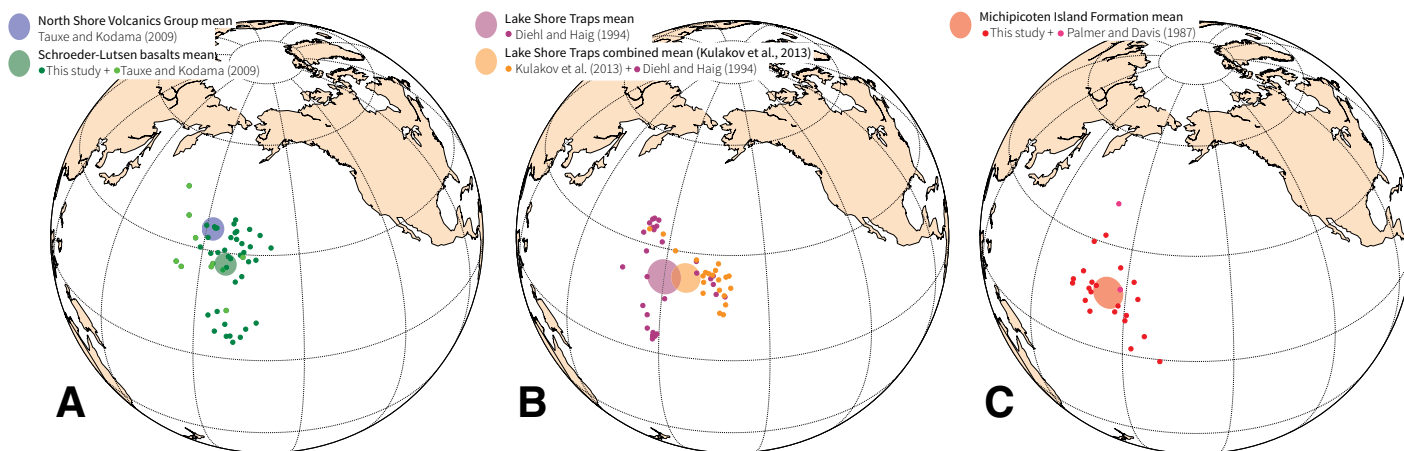 North Shore Volcanics Group mean
Tauxe and Kodama (2009)
Schroeder-Lutsen basalts mean
This study + Tauxe and Kodama (2009)
A
Lake Shore Traps mean
Diehl and Haig (1994)
Lake Shore Traps combined mean (Kulakov et al., 2013)
Kulakov et al. (2013) + Diehl and Haig (1994)
B
Michipicoten Island Formation mean
This study + Palmer and Davis (1987)
C